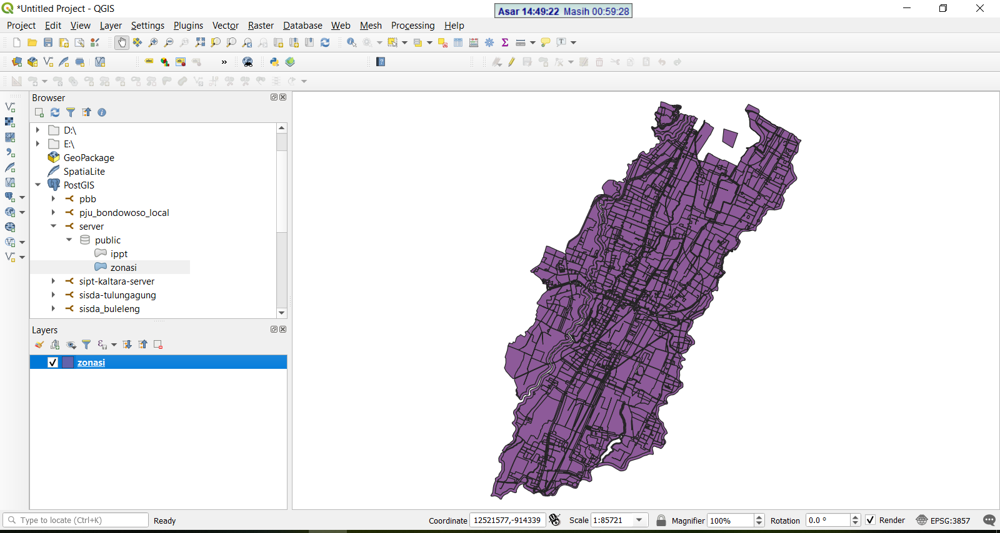 *Untitled Project - QGIS
Asar 14:49:22 Masih 00:59:28
Project Edit View Layer Settings Plugins Vector Raster Database Web Mesh Processing Help
Browser
D:\
E:\
GeoPackage
SpatiaLite
PostGIS
pbb
pju_bondowoso_local
server
public
ippt
zonasi
sipt-kaltara-server
sisda-tulungagung
sisda_buleleng
Layers
zonasi
Type to locate (Ctrl+K) Ready Coordinate 12521577,-914339 Scale 1:85721 Magnifier 100% Rotation 0.0 ° Render EPSG:3857